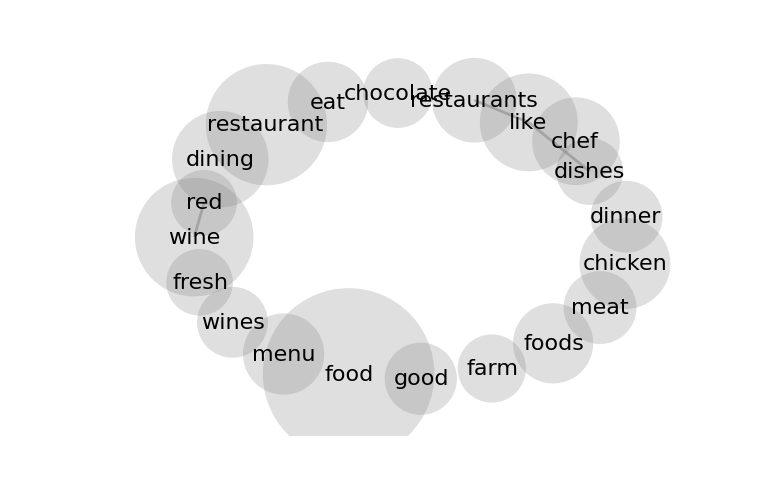 chocolate
restaurants
eat
like
restaurant
chef
dining
dishes
red
dinner
wine
chicken
fresh
meat
wines
foods
menu
farm
food
good